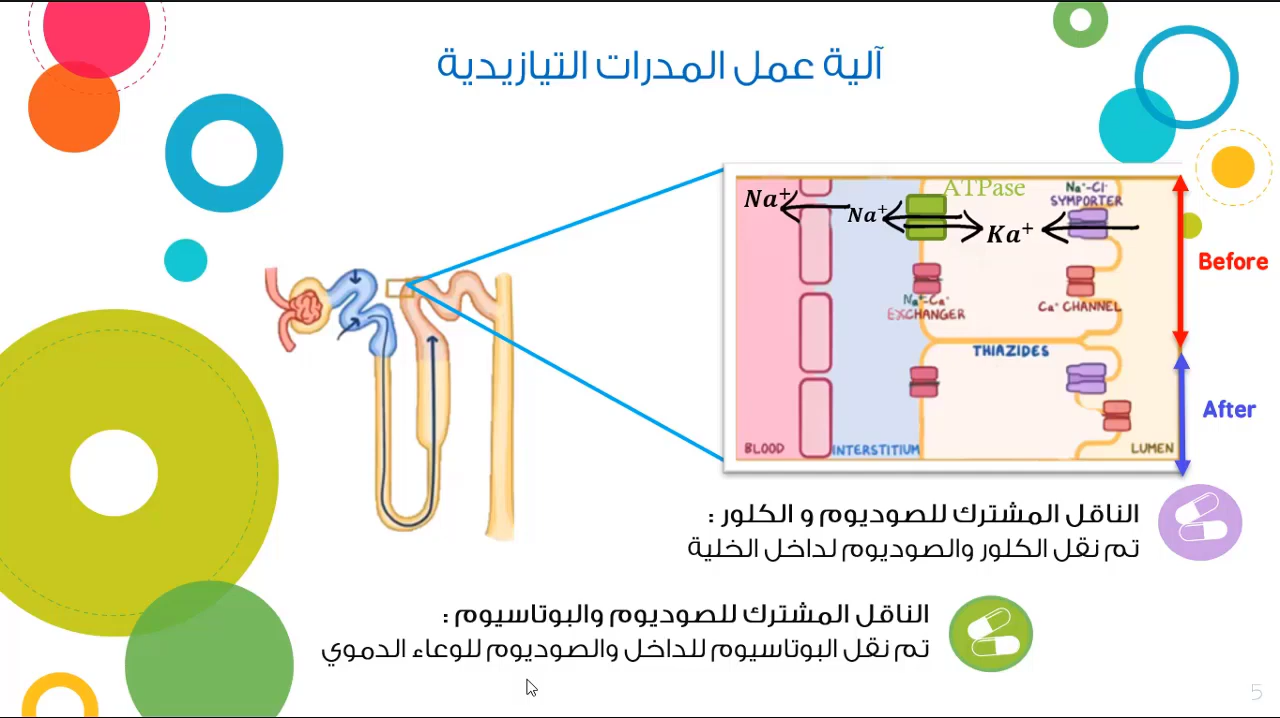 آلية عمل المدرات التيازيدية
Na⁺
Na⁺
ATPase
Ka⁺
Na⁺-Cl⁻
SYMPORTER
Before
Na⁺-Ca⁺
EXCHANGER
Ca⁺ CHANNEL
THIAZIDES
After
BLOOD
INTERSTITIUM
LUMEN
الناقل المشترك للصوديوم و الكلور :
تم نقل الكلور والصوديوم لداخل الخلية
الناقل المشترك للصوديوم والبوتاسيوم :
تم نقل البوتاسيوم للداخل والصوديوم للوعاء الدموي
5